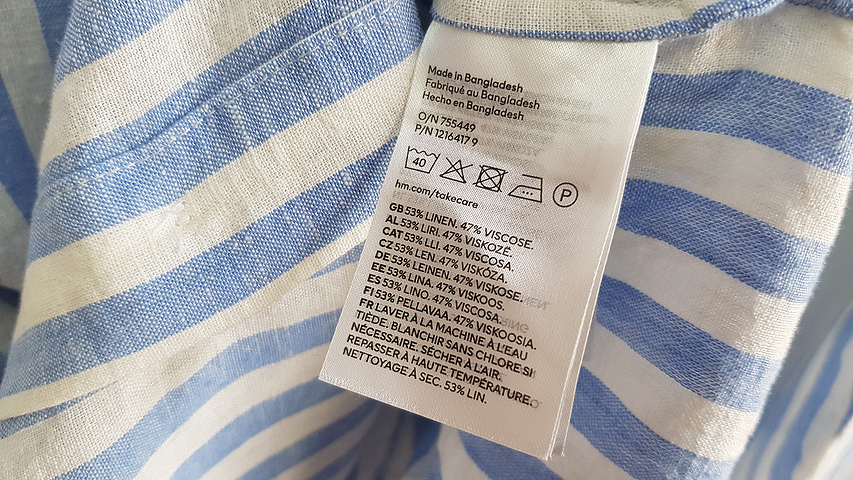 Made in Bangladesh
Fabriqué au Bangladesh
Hecho en Bangladesh
O/N 755449
P/N 1216417 9
40 P
hm.com/takecare
GB 53% LINEN. 47% VISCOSE.
AL 53% LIRI. 47% VISKOZË.
CAT 53% LLI. 47% VISCOSA.
CZ 53% LEN. 47% VISKÓZA.
DE 53% LEINEN. 47% VISKOSE.
EE 53% LINA. 47% VISKOOS.
ES 53% LINO. 47% VISCOSA.
FI 53% PELLAVAA. 47% VISKOOSIA.
FR LAVER À LA MACHINE À L'EAU
TIÈDE. BLANCHIR SANS CHLORE SI
NÉCESSAIRE. SÉCHER À L'AIR.
REPASSER À HAUTE TEMPÉRATURE.
NETTOYAGE À SEC. 53% LIN.